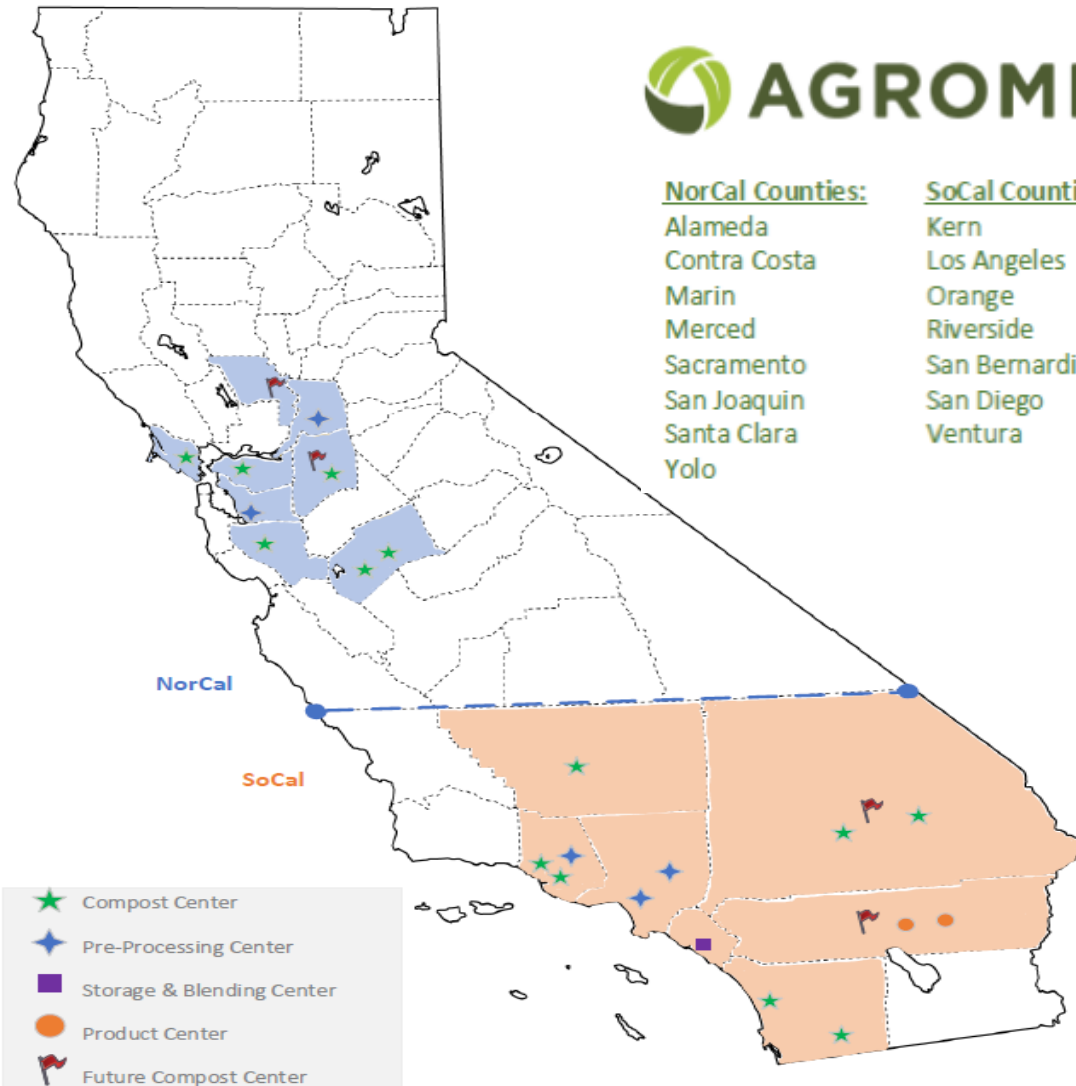 AGROMI
NorCal Counties:
Alameda
Contra Costa
Marin
Merced
Sacramento
San Joaquin
Santa Clara
Yolo
SoCal Counti
Kern
Los Angeles
Orange
Riverside
San Bernardi
San Diego
Ventura
NorCal
SoCal
Compost Center
Pre-Processing Center
Storage & Blending Center
Product Center
Future Compost Center